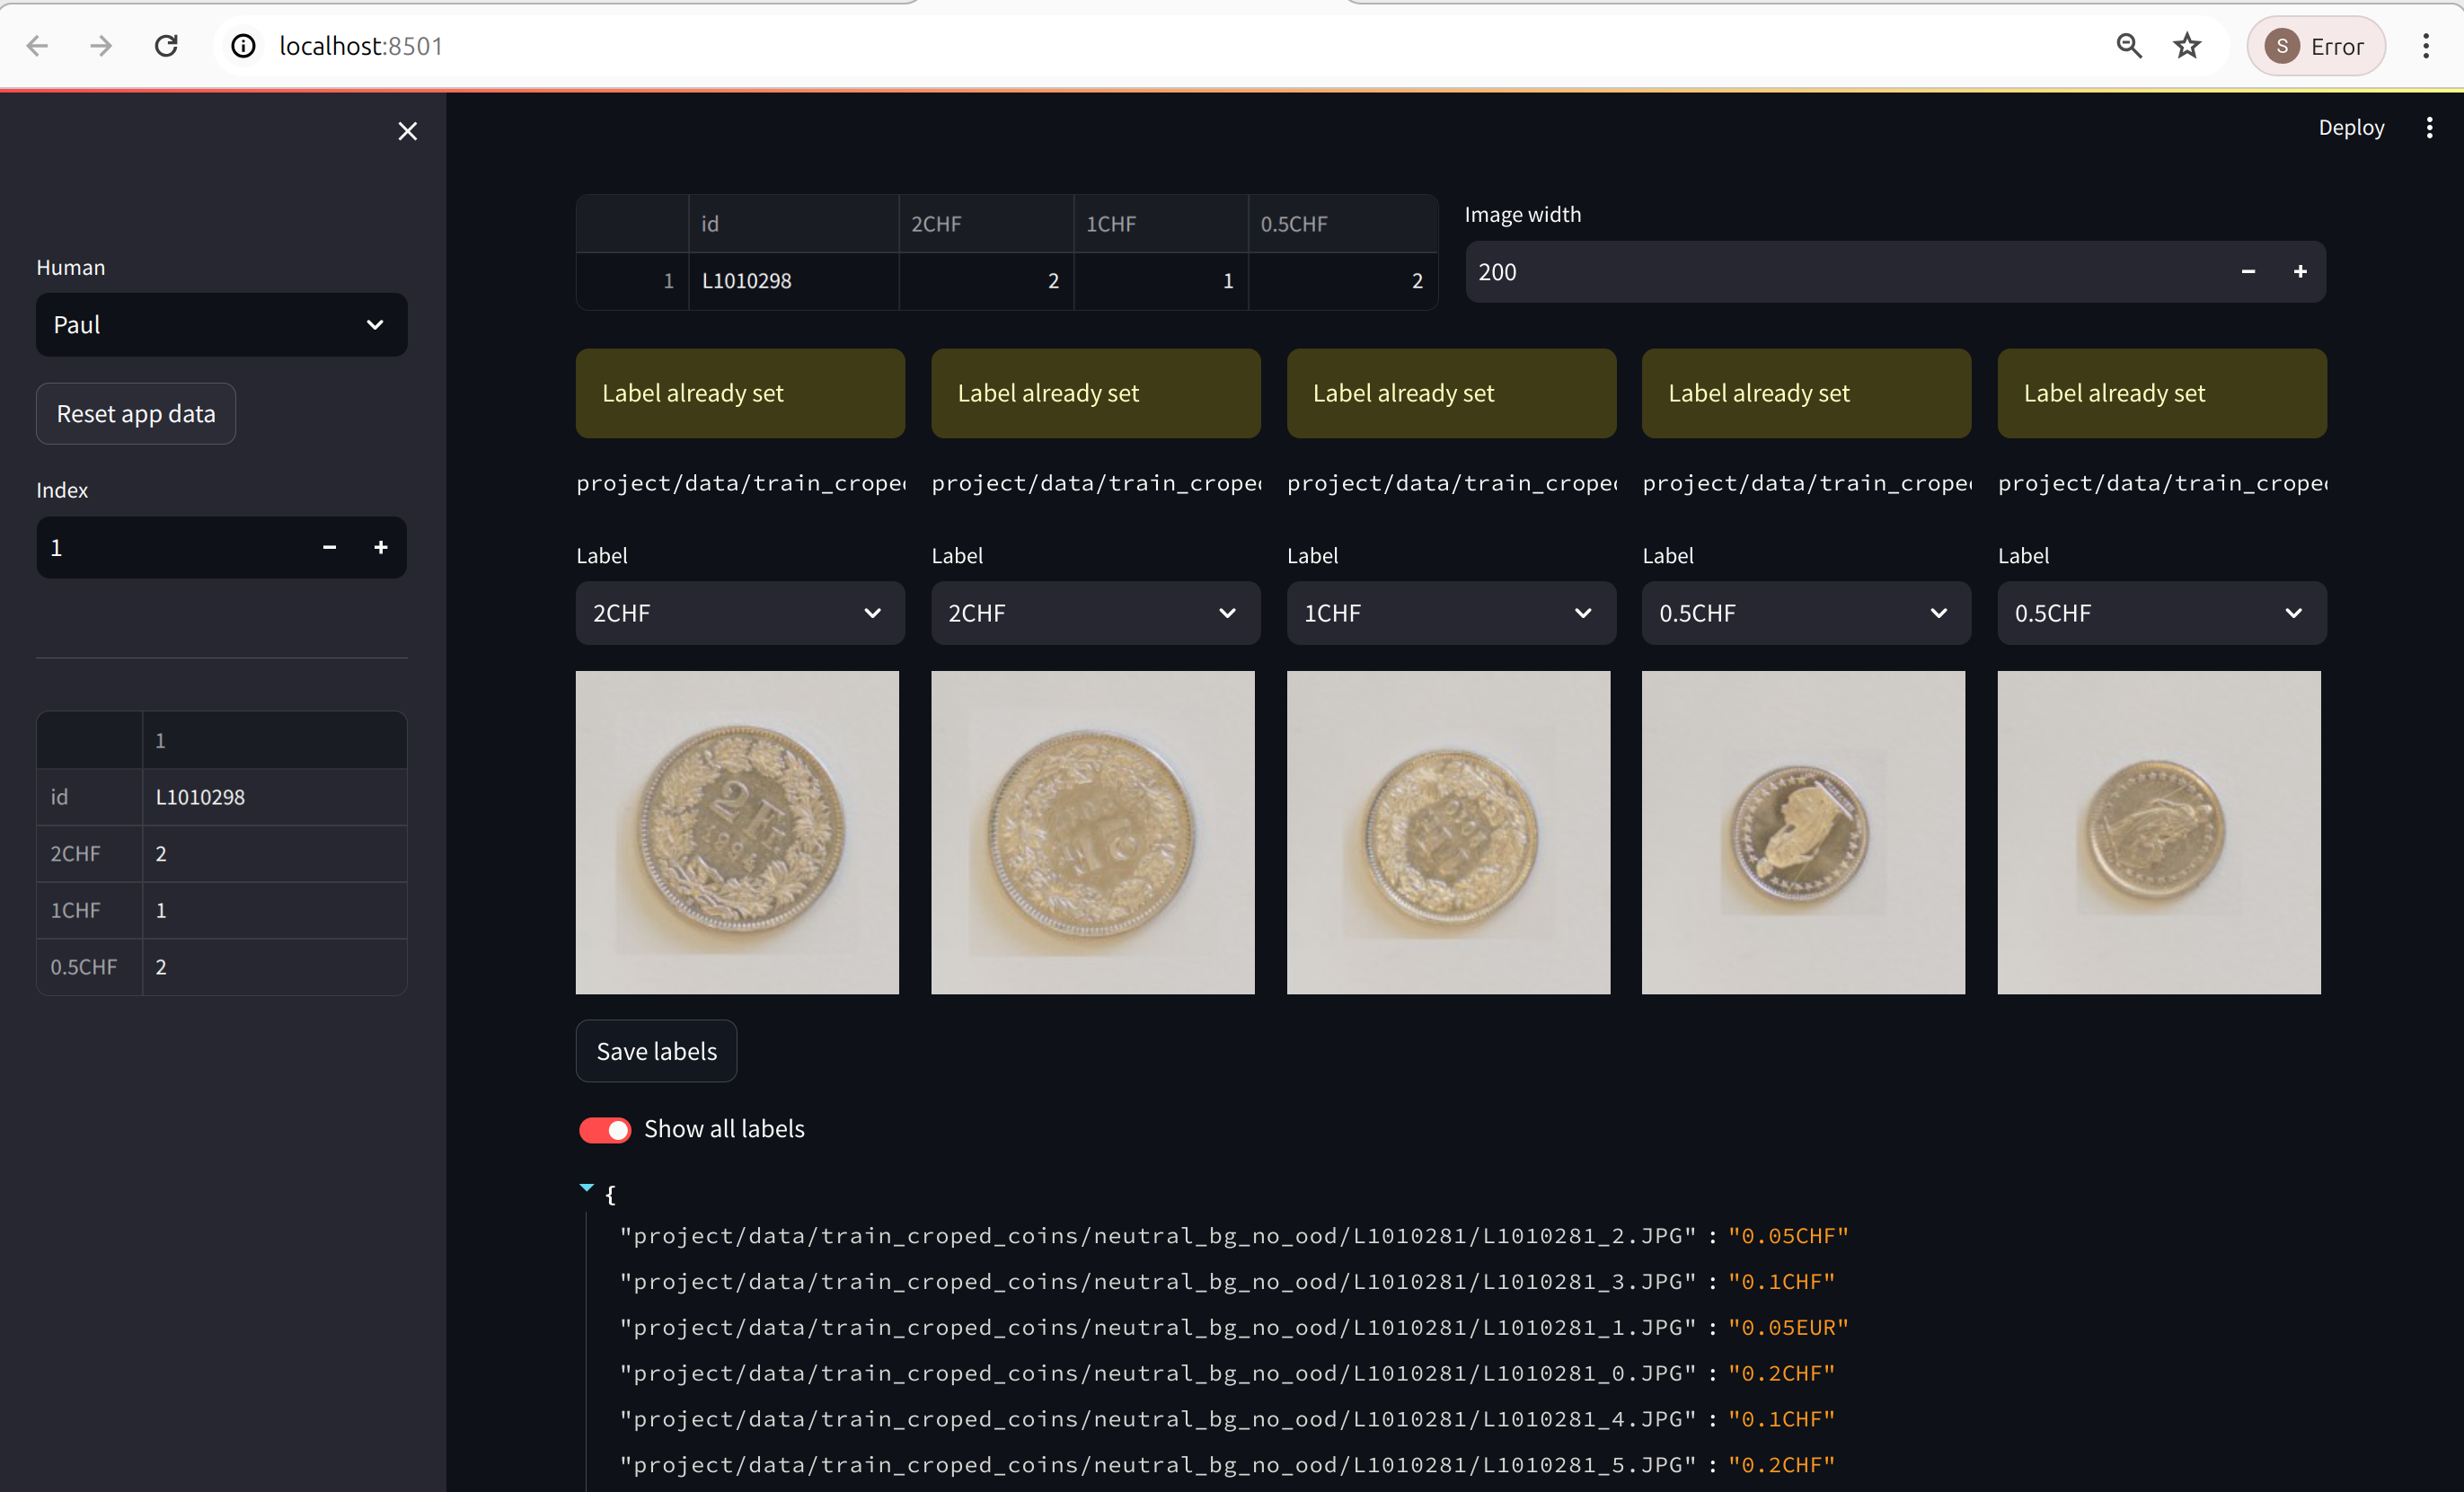 localhost:8501
S Error
Deploy
Human
Paul
Reset app data
Index
1
1
id L1010298
2CHF 2
1CHF 1
0.5CHF 2
id 2CHF 1CHF 0.5CHF
1 L1010298 2 1 2
Image width
200
Label already set Label already set Label already set Label already set Label already set
project/data/train_crope project/data/train_crope project/data/train_crope project/data/train_crope project/data/train_crope
Label Label Label Label Label
2CHF 2CHF 1CHF 0.5CHF 0.5CHF
2 Fr.
Save labels
Show all labels
{
"project/data/train_croped_coins/neutral_bg_no_ood/L1010281/L1010281_2.JPG" : "0.05CHF"
"project/data/train_croped_coins/neutral_bg_no_ood/L1010281/L1010281_3.JPG" : "0.1CHF"
"project/data/train_croped_coins/neutral_bg_no_ood/L1010281/L1010281_1.JPG" : "0.05EUR"
"project/data/train_croped_coins/neutral_bg_no_ood/L1010281/L1010281_0.JPG" : "0.2CHF"
"project/data/train_croped_coins/neutral_bg_no_ood/L1010281/L1010281_4.JPG" : "0.1CHF"
"project/data/train_croped_coins/neutral_bg_no_ood/L1010281/L1010281_5.JPG" : "0.2CHF"